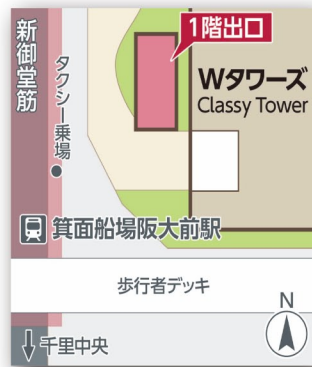 1階出口
新御堂筋
タクシー乗場
Wタワーズ
Classy Tower
箕面船場阪大前駅
歩行者デッキ
N
千里中央